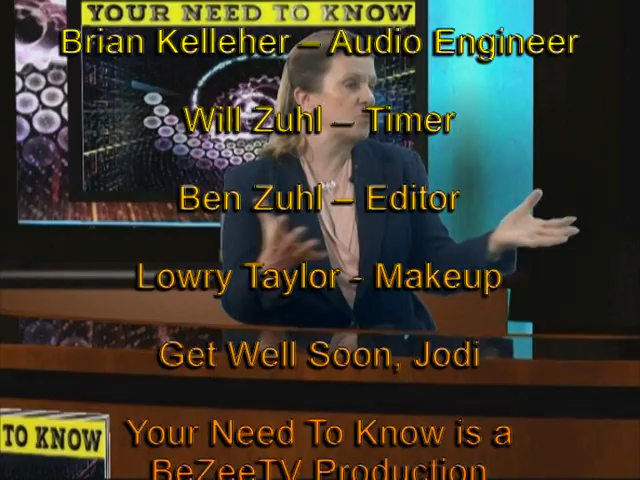 YOUR NEED TO KNOW
Brian Kelleher – Audio Engineer
Will Zuhl – Timer
Ben Zuhl – Editor
Lowry Taylor - Makeup
Get Well Soon, Jodi
TO KNOW
Your Need To Know is a
BeZeeTV Production